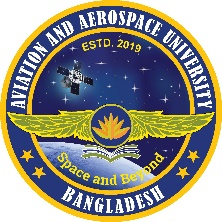 AVIATION AND AEROSPACE UNIVERSITY
ESTD. 2019
Space and Beyond
BANGLADESH